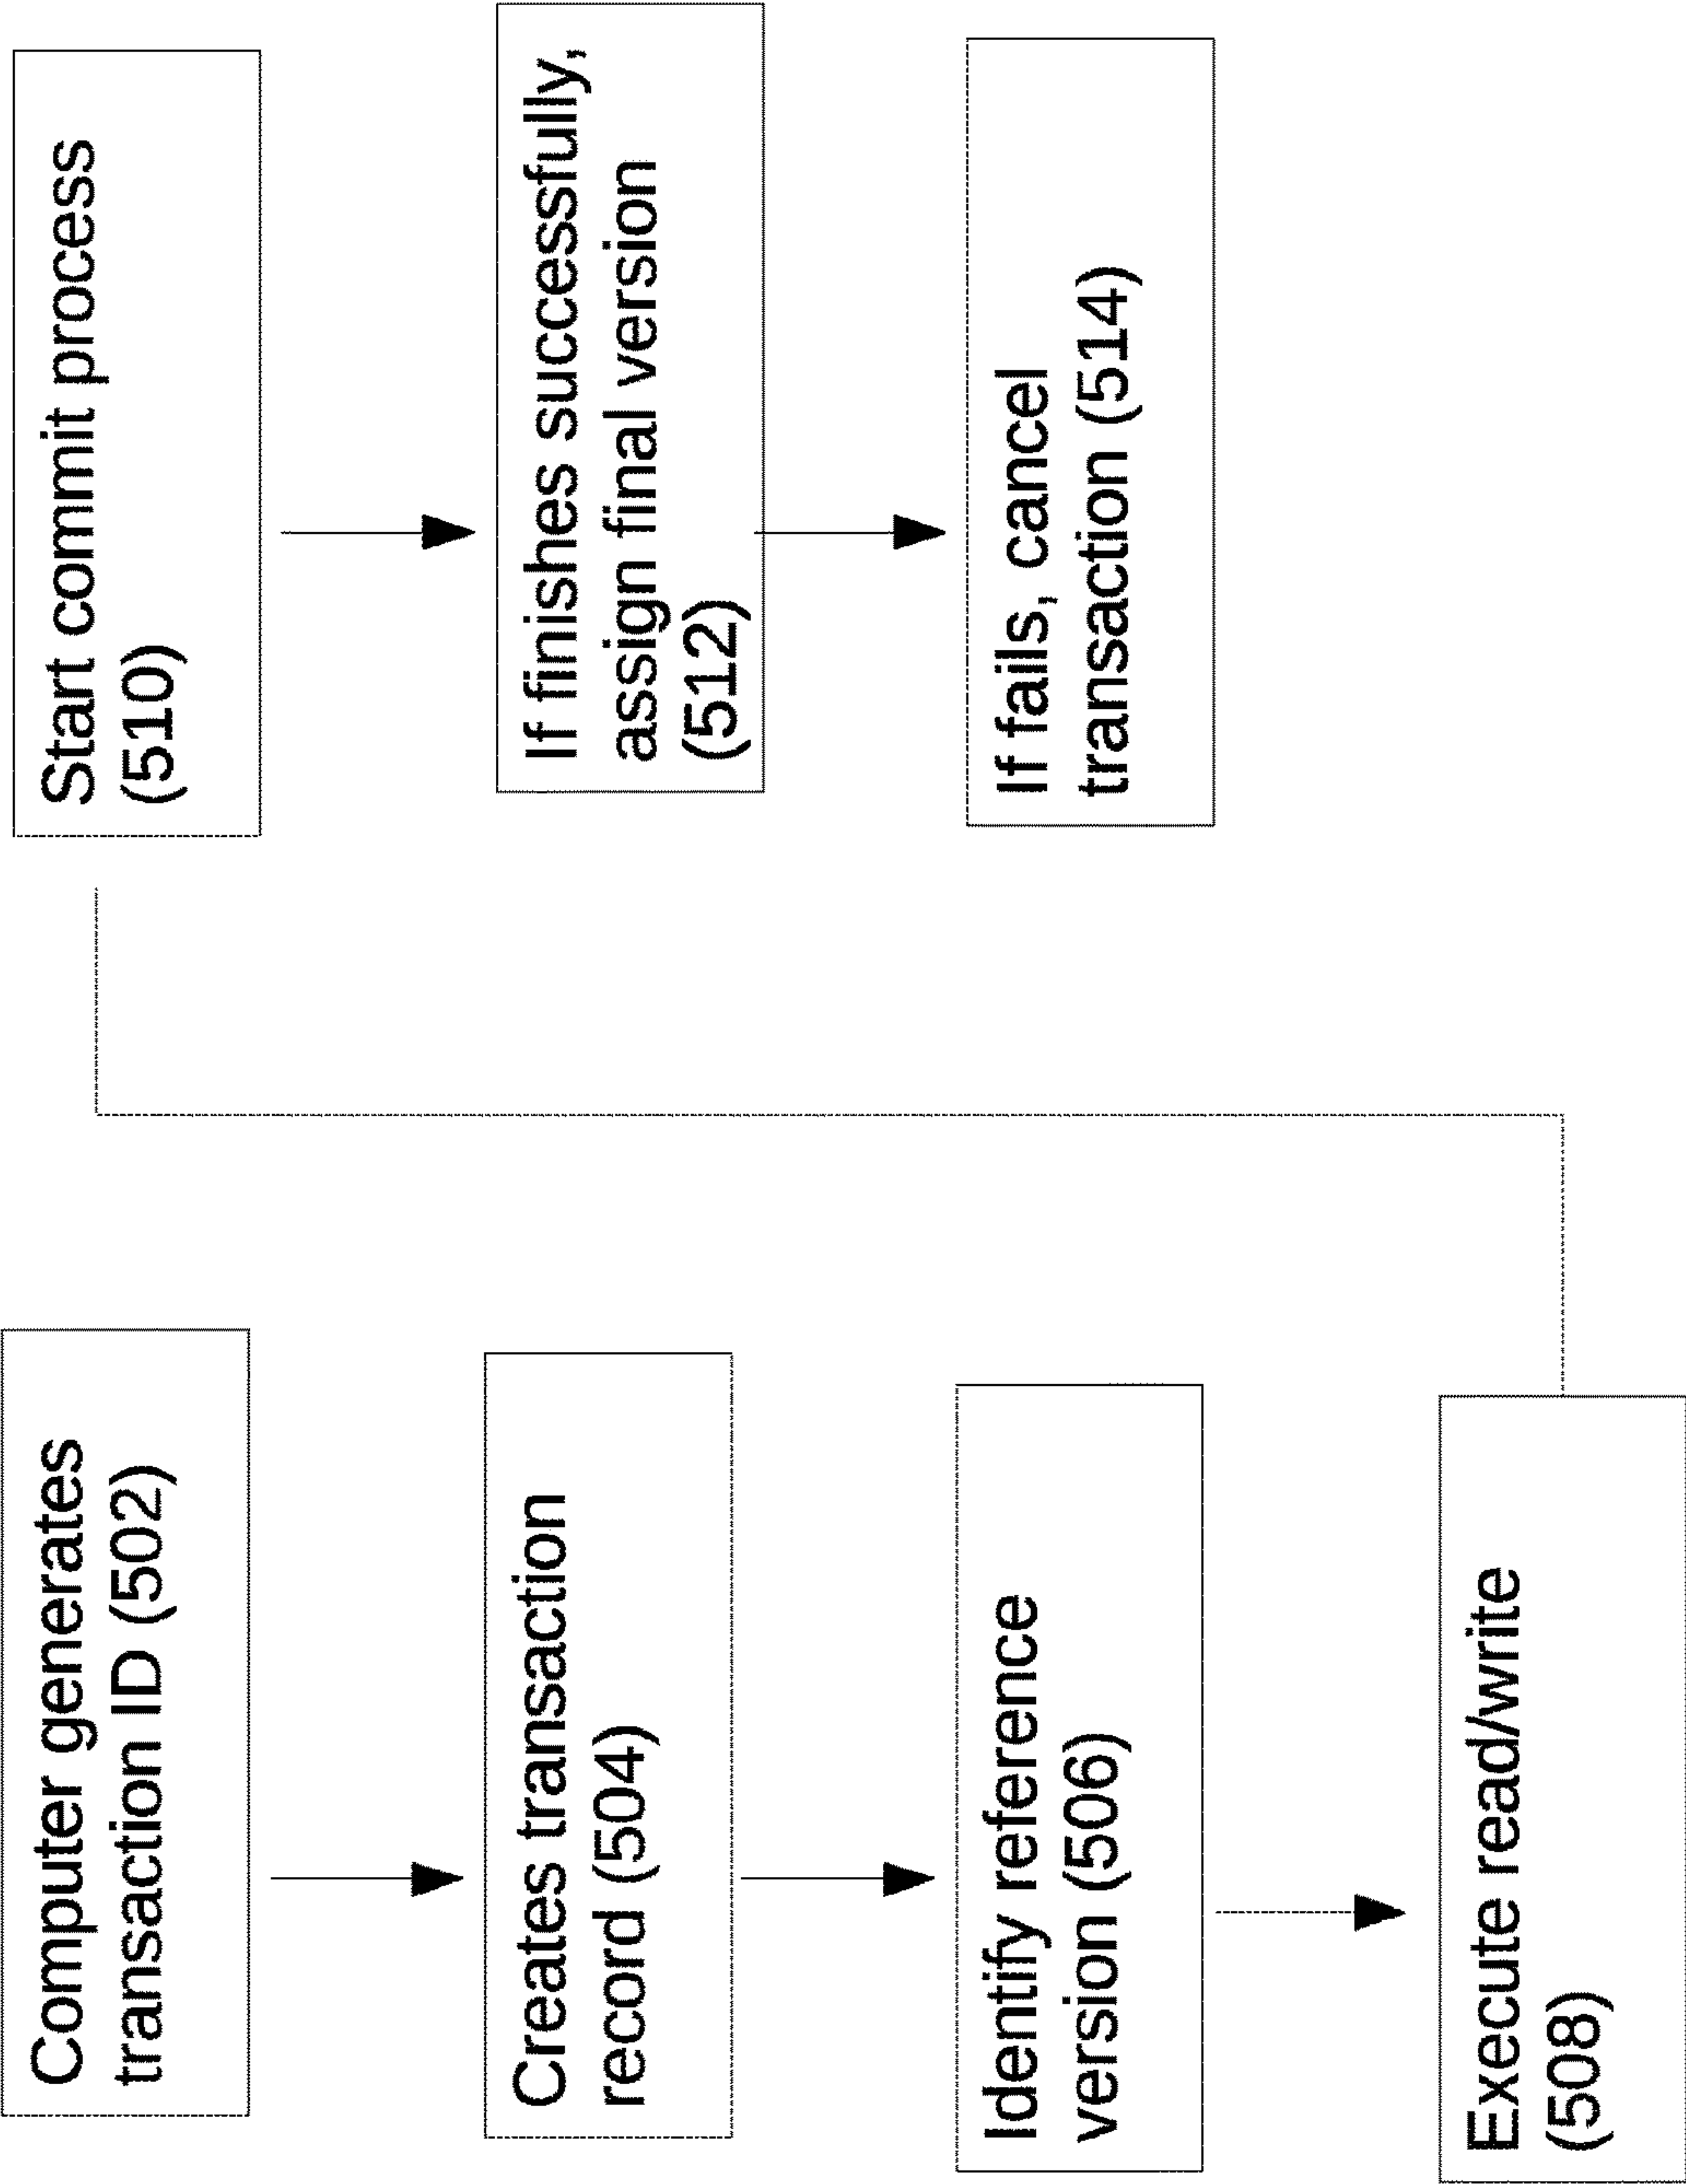 Computer generates
transaction ID (502)
Creates transaction
record (504)
Identify reference
version (506)
Execute read/write
(508)
Start commit process
(510)
If finishes successfully,
assign final version
(512)
If fails, cancel
transaction (514)